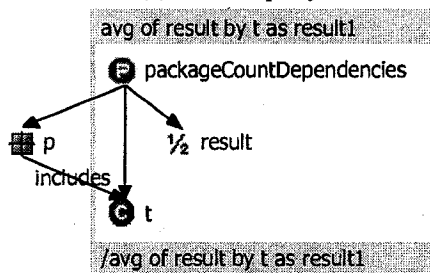 avg of result by t as result1
P packageCountDependencies
p
½ result
includes
C t
/avg of result by t as result1